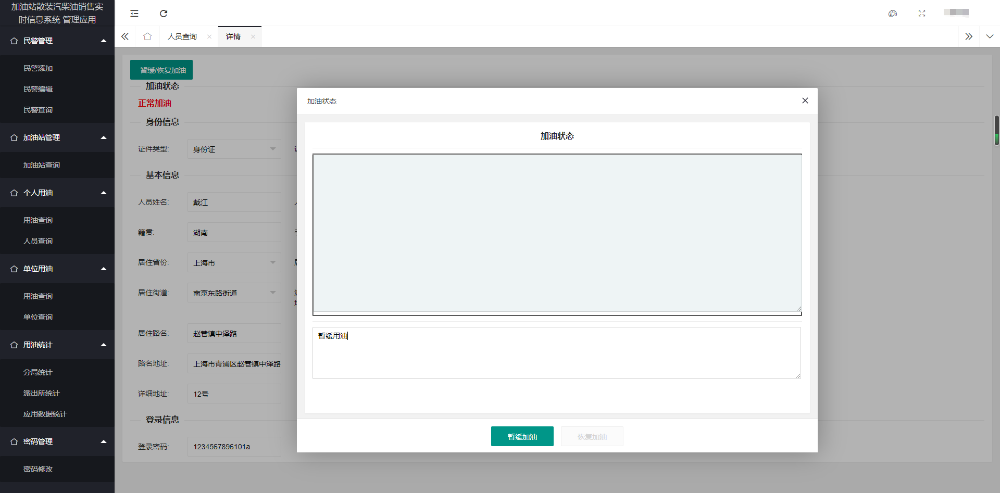 加油站散装汽柴油销售实
时信息系统 管理应用
民警管理
民警添加
民警编辑
民警查询
加油站管理
加油站查询
个人用油
用油查询
人员查询
单位用油
用油查询
单位查询
用油统计
分局统计
派出所统计
应用数据统计
密码管理
密码修改
人员查询
详情
暂缓/恢复加油
加油状态
正常加油
身份信息
证件类型:
身份证
基本信息
人员姓名:
戴江
籍贯:
湖南
居住省份:
上海市
居住街道:
南京东路街道
居住路名:
赵巷镇中泽路
路名地址:
上海市青浦区赵巷镇中泽路
详细地址:
12号
登录信息
登录密码:
1234567896101a
加油状态
加油状态
暂缓用油
暂缓加油
恢复加油